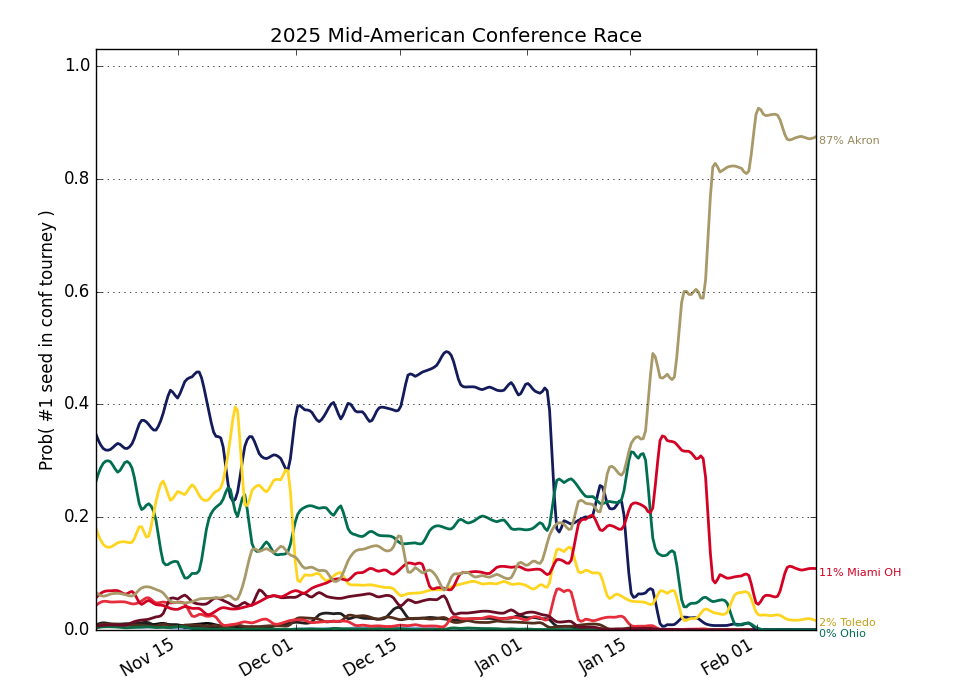 2025 Mid-American Conference Race
Prob( #1 seed in conf tourney )
1.0
0.8
0.6
0.4
0.2
0.0
Nov 15
Dec 01
Dec 15
Jan 01
Jan 15
Feb 01
87% Akron
11% Miami OH
2% Toledo
0% Ohio